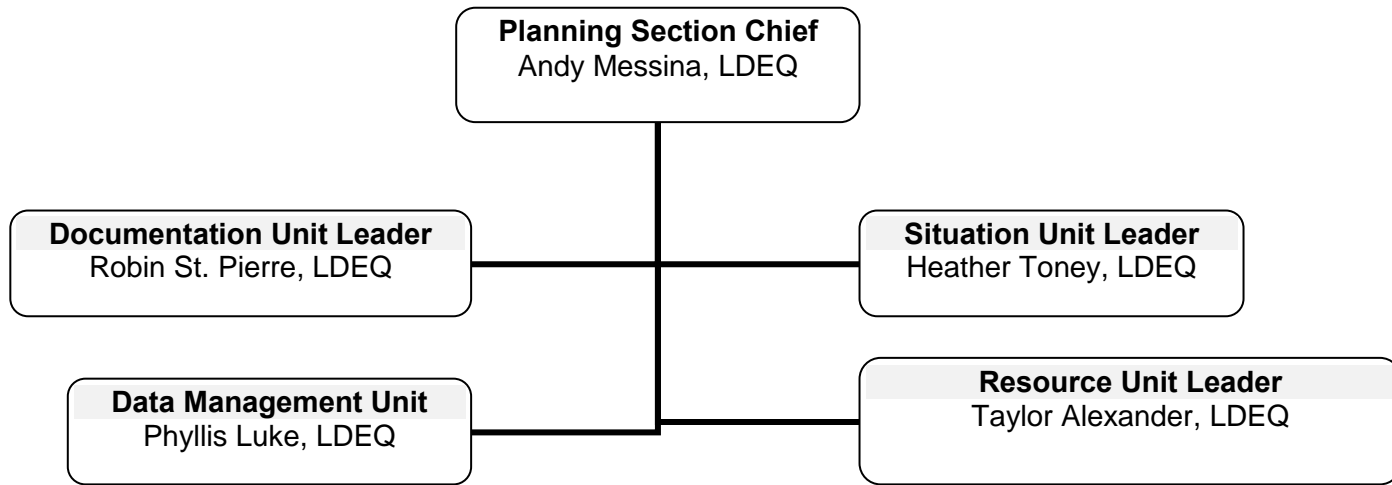 Planning Section Chief
Andy Messina, LDEQ
Documentation Unit Leader
Robin St. Pierre, LDEQ
Situation Unit Leader
Heather Toney, LDEQ
Data Management Unit
Phyllis Luke, LDEQ
Resource Unit Leader
Taylor Alexander, LDEQ